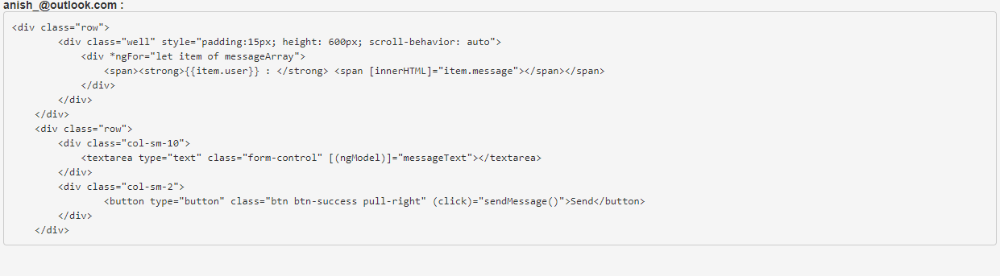 anish_@outlook.com :
<div class="row">
        <div class="well" style="padding:15px; height: 600px; scroll-behavior: auto">
            <div *ngFor="let item of messageArray">
                <span><strong>{{item.user}} : </strong> <span [innerHTML]="item.message"></span></span>
            </div>
        </div>
    </div>
    <div class="row">
        <div class="col-sm-10">
            <textarea type="text" class="form-control" [(ngModel)]="messageText"></textarea>
        </div>
        <div class="col-sm-2">
                <button type="button" class="btn btn-success pull-right" (click)="sendMessage()">Send</button>
        </div>
    </div>